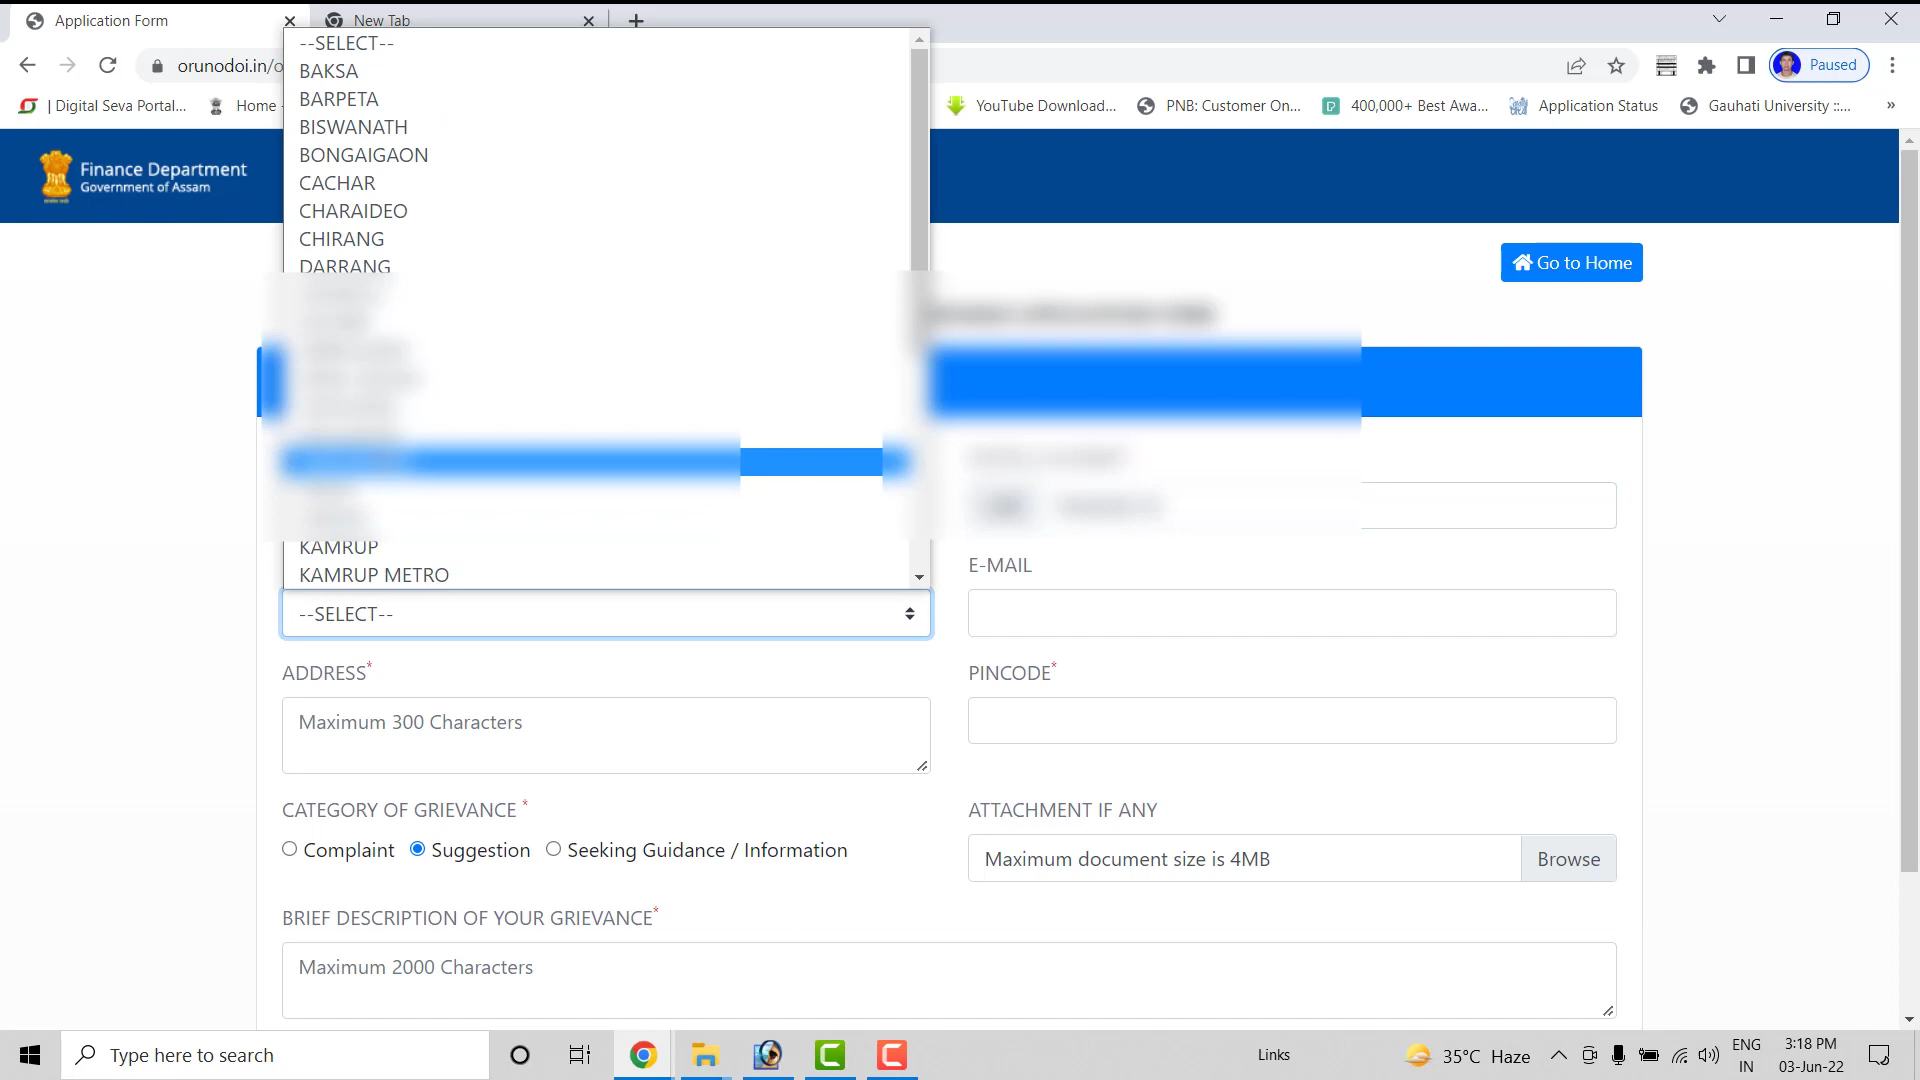 Application Form
New Tab
orunodoi.in/o
Paused
| Digital Seva Portal...
Home -
YouTube Download...
PNB: Customer On...
400,000+ Best Awa...
Application Status
Gauhati University ::...
»
Finance Department
Government of Assam
Go to Home
--SELECT--
BAKSA
BARPETA
BISWANATH
BONGAIGAON
CACHAR
CHARAIDEO
CHIRANG
DARRANG
KAMRUP
KAMRUP METRO
--SELECT--
E-MAIL
ADDRESS*
Maximum 300 Characters
PINCODE*
CATEGORY OF GRIEVANCE *
Complaint Suggestion Seeking Guidance / Information
ATTACHMENT IF ANY
Maximum document size is 4MB
Browse
BRIEF DESCRIPTION OF YOUR GRIEVANCE*
Maximum 2000 Characters
Type here to search
Links
35°C Haze
ENG
IN
3:18 PM
03-Jun-22